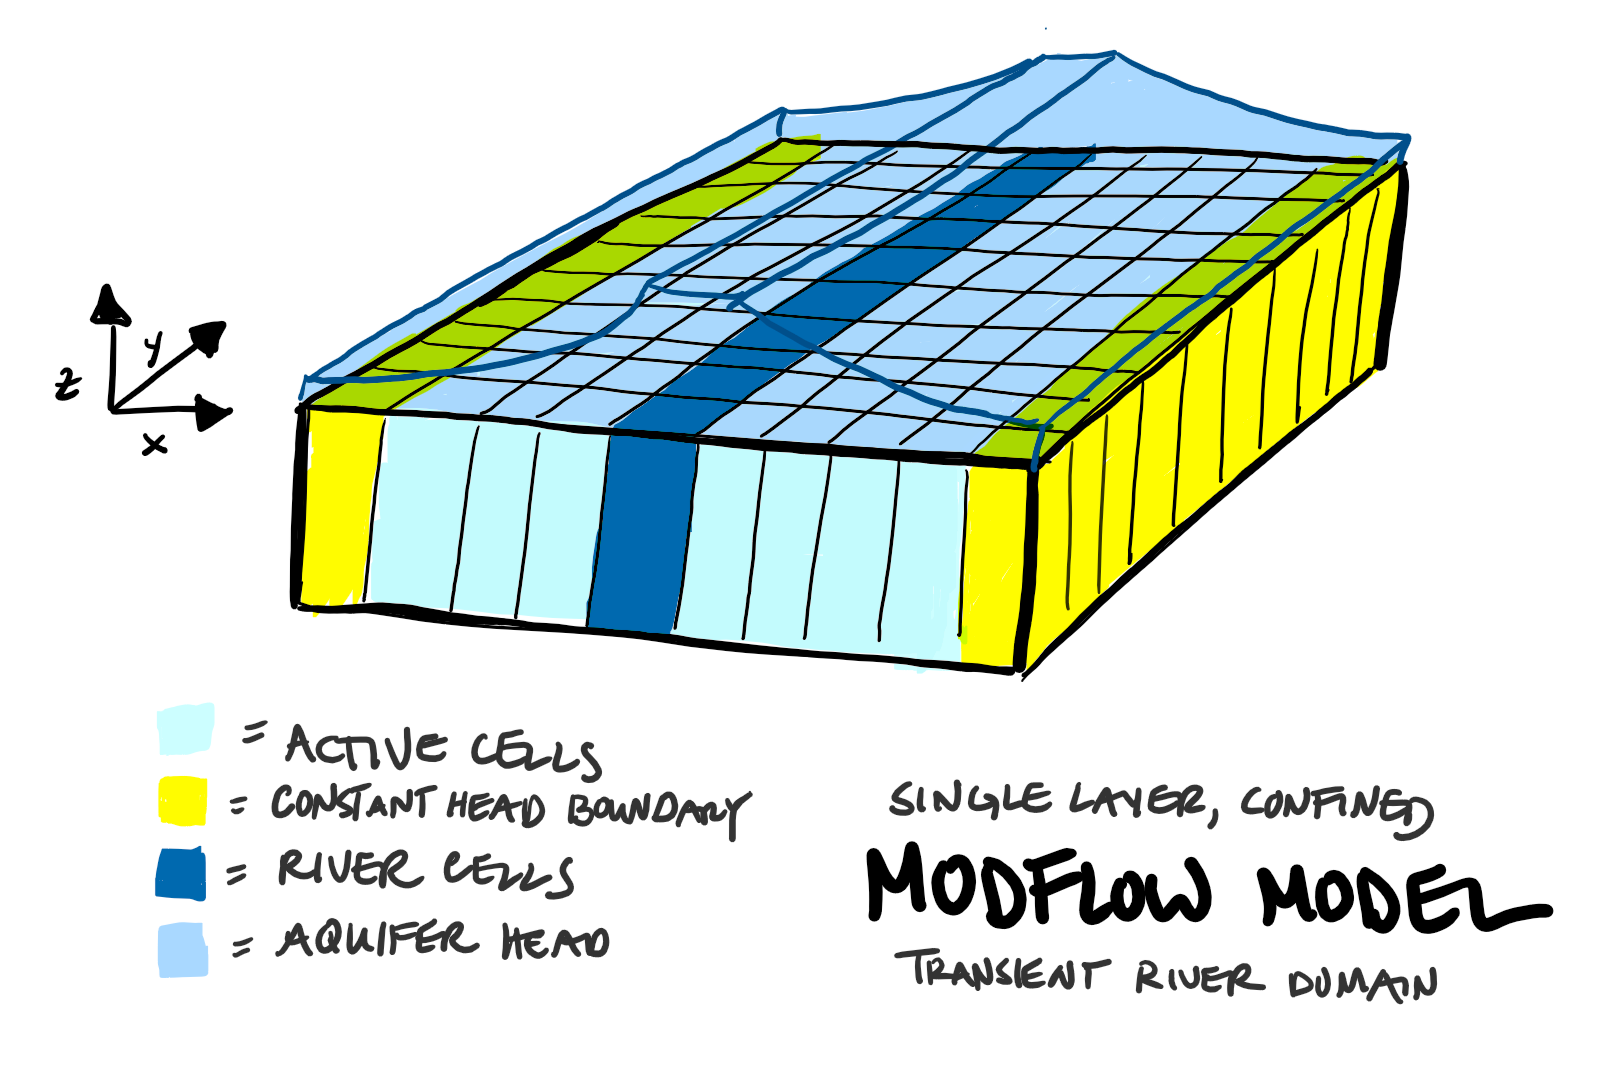 Z
y
x
= ACTIVE CELLS
= CONSTANT HEAD BOUNDARY
= RIVER CELLS
= AQUIFER HEAD
SINGLE LAYER, CONFINED
MODFLOW MODEL
TRANSIENT RIVER DOMAIN